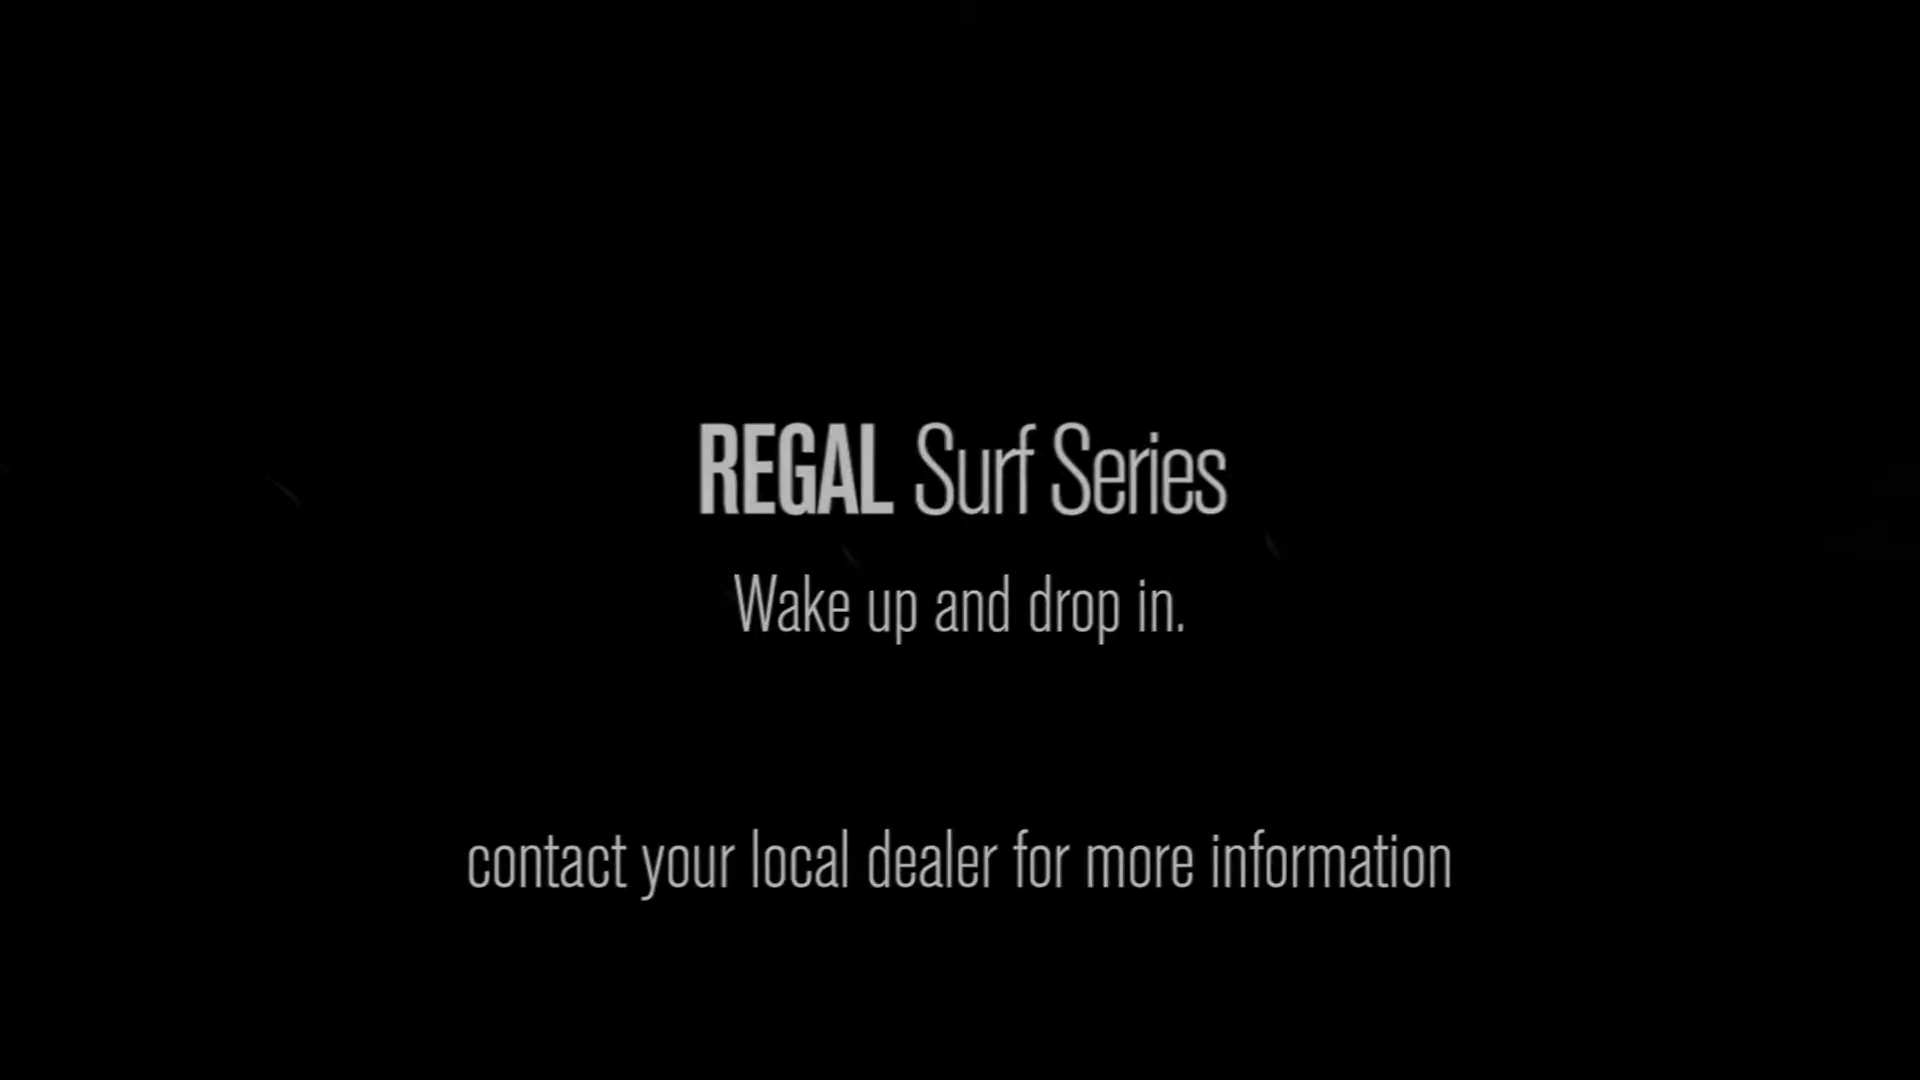 REGAL Surf Series
Wake up and drop in.
contact your local dealer for more information